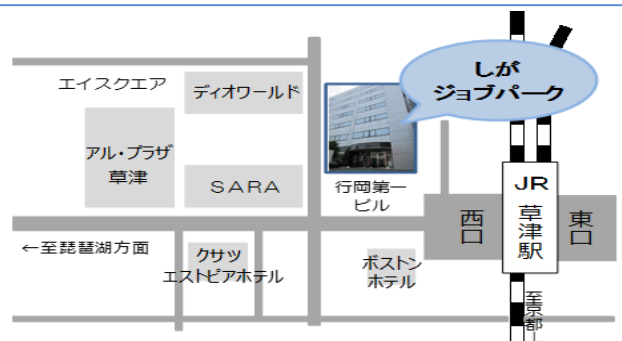 しが
ジョブパーク
エイスクエア
ディオワールド
アル・プラザ
草津
SARA
行岡第一
ビル
JR
草津駅
西口
東口
←至琵琶湖方面
クサツ
エストピアホテル
ボストン
ホテル
至京都